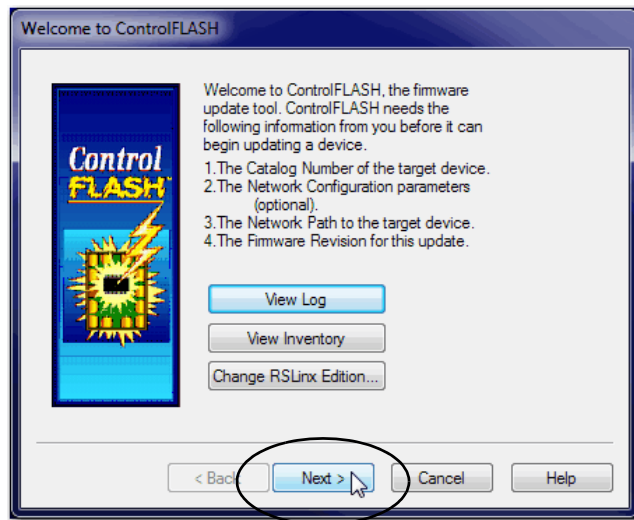 Welcome to ControlFLASH
Control
FLASH
Welcome to ControlFLASH, the firmware
update tool. ControlFLASH needs the
following information from you before it can
begin updating a device.
1.The Catalog Number of the target device.
2.The Network Configuration parameters
(optional).
3.The Network Path to the target device.
4.The Firmware Revision for this update.
View Log
View Inventory
Change RSLinx Edition...
< Back
Next >
Cancel
Help